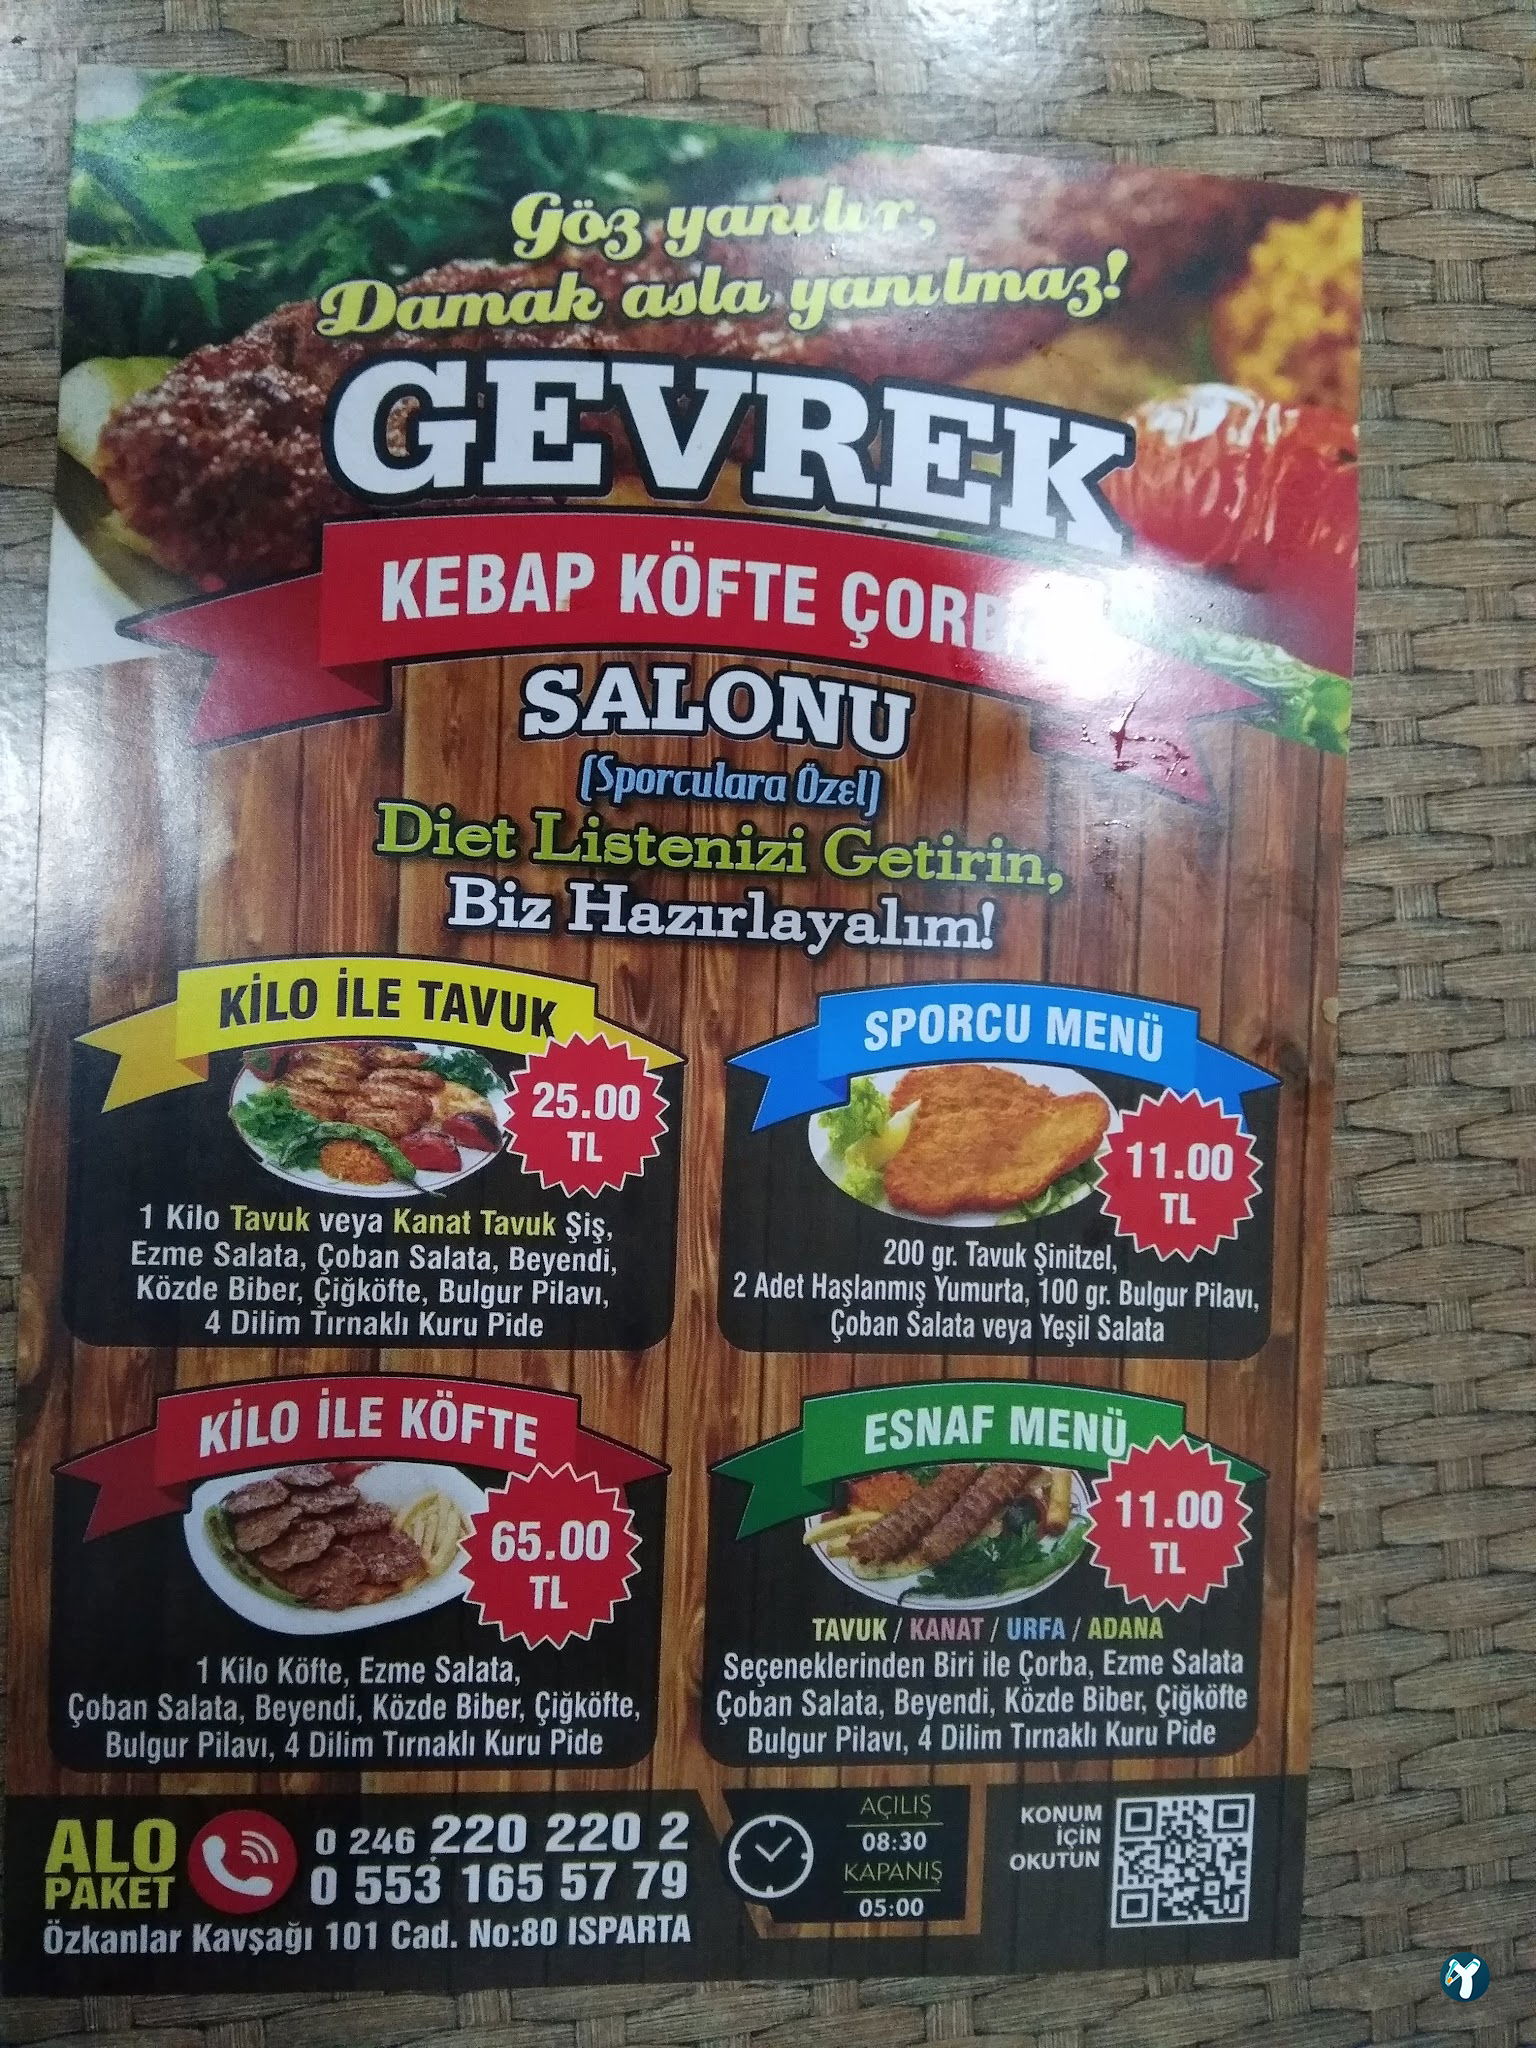 Göz yanılır,
Damak asla yanılmaz!
GEVREK
KEBAP KÖFTE
SALONU
(Sporculara Özel)
Diet Listenizi Getirin,
Biz Hazırlayalım!
KİLO İLE TAVUK
25.00
TL
1 Kilo Tavuk veya Kanat Tavuk Şiş,
Ezme Salata, Çoban Salata, Beyendi,
Közde Biber, Çiğköfte, Bulgur Pilavı,
4 Dilim Tırnaklı Kuru Pide
SPORCU MENÜ
11.00
TL
200 gr. Tavuk Şinitzel,
2 Adet Haşlanmış Yumurta, 100 gr. Bulgur Pilavı,
Çoban Salata veya Yeşil Salata
KİLO İLE KÖFTE
65.00
TL
1 Kilo Köfte, Ezme Salata,
Çoban Salata, Beyendi, Közde Biber, Çiğköfte,
Bulgur Pilavı, 4 Dilim Tırnaklı Kuru Pide
ESNAF MENÜ
11.00
TL
TAVUK / KANAT / URFA / ADANA
Seçeneklerinden Biri ile Çorba, Ezme Salata
Çoban Salata, Beyendi, Közde Biber, Çiğköfte
Bulgur Pilavı, 4 Dilim Tırnaklı Kuru Pide
ALO
PAKET
0 246 220 220 2
0 553 165 57 79
Özkanlar Kavşağı 101 Cad. No:80 ISPARTA
AÇILIŞ
08:30
KAPANIŞ
05:00
KONUM
İÇİN
OKUTUN